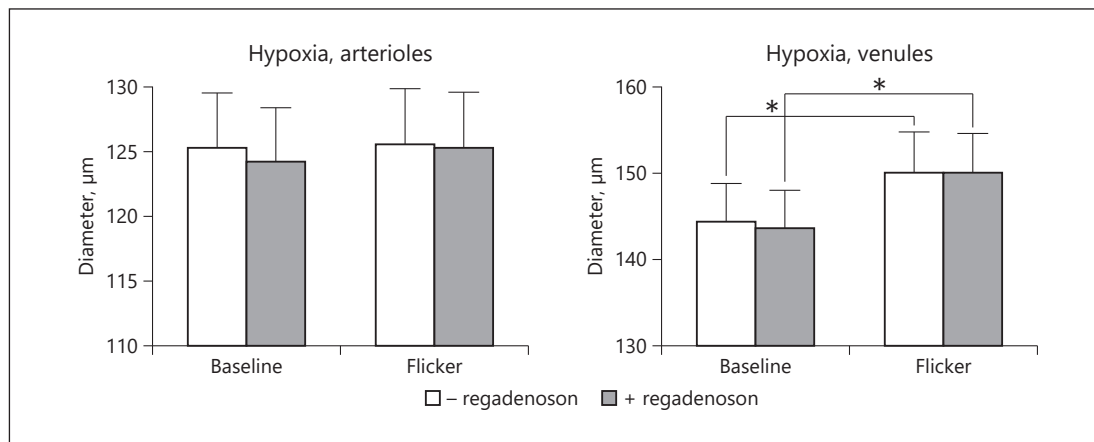 Hypoxia, arterioles
Diameter, µm
130
125
120
115
110
Baseline
Flicker
Hypoxia, venules
Diameter, µm
160
150
140
130
*
*
Baseline
Flicker
– regadenoson
+ regadenoson